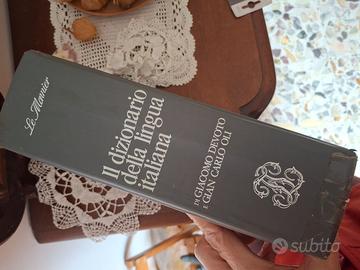 Le Monnier
Il dizionario
della lingua
italiana
DI GIACOMO DEVOTO
E GIAN CARLO OLI
subito